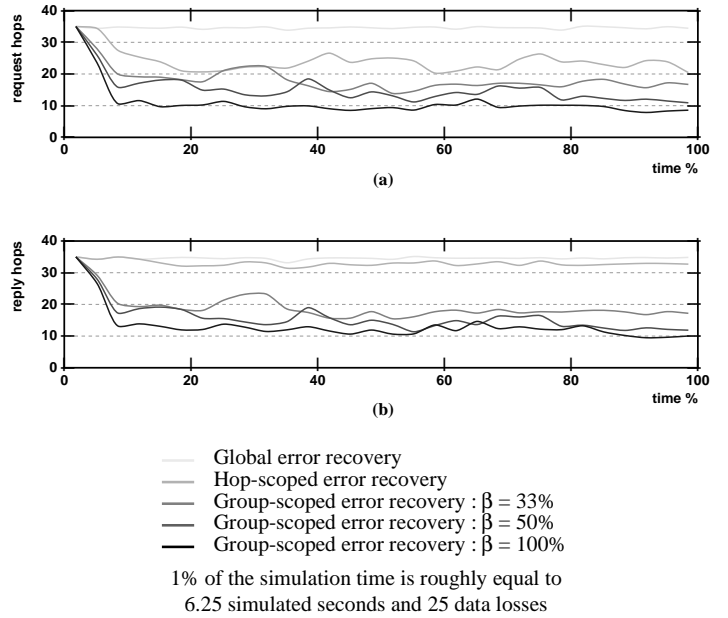 40
30
20
10
0
request hops
0 20 40 60 80 100
time %
(a)
40
30
20
10
0
reply hops
0 20 40 60 80 100
time %
(b)
Global error recovery
Hop-scoped error recovery
Group-scoped error recovery : β = 33%
Group-scoped error recovery : β = 50%
Group-scoped error recovery : β = 100%
1% of the simulation time is roughly equal to
6.25 simulated seconds and 25 data losses